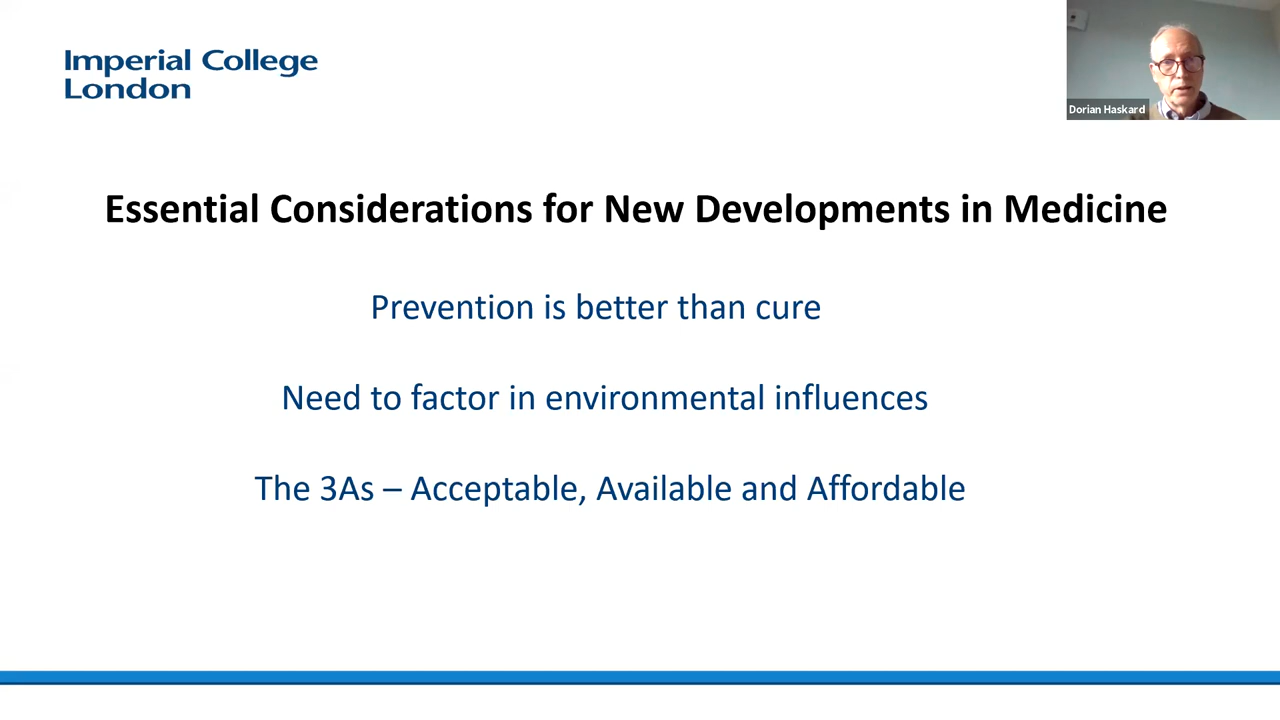 Imperial College
London
Dorian Haskard
Essential Considerations for New Developments in Medicine
Prevention is better than cure
Need to factor in environmental influences
The 3As – Acceptable, Available and Affordable